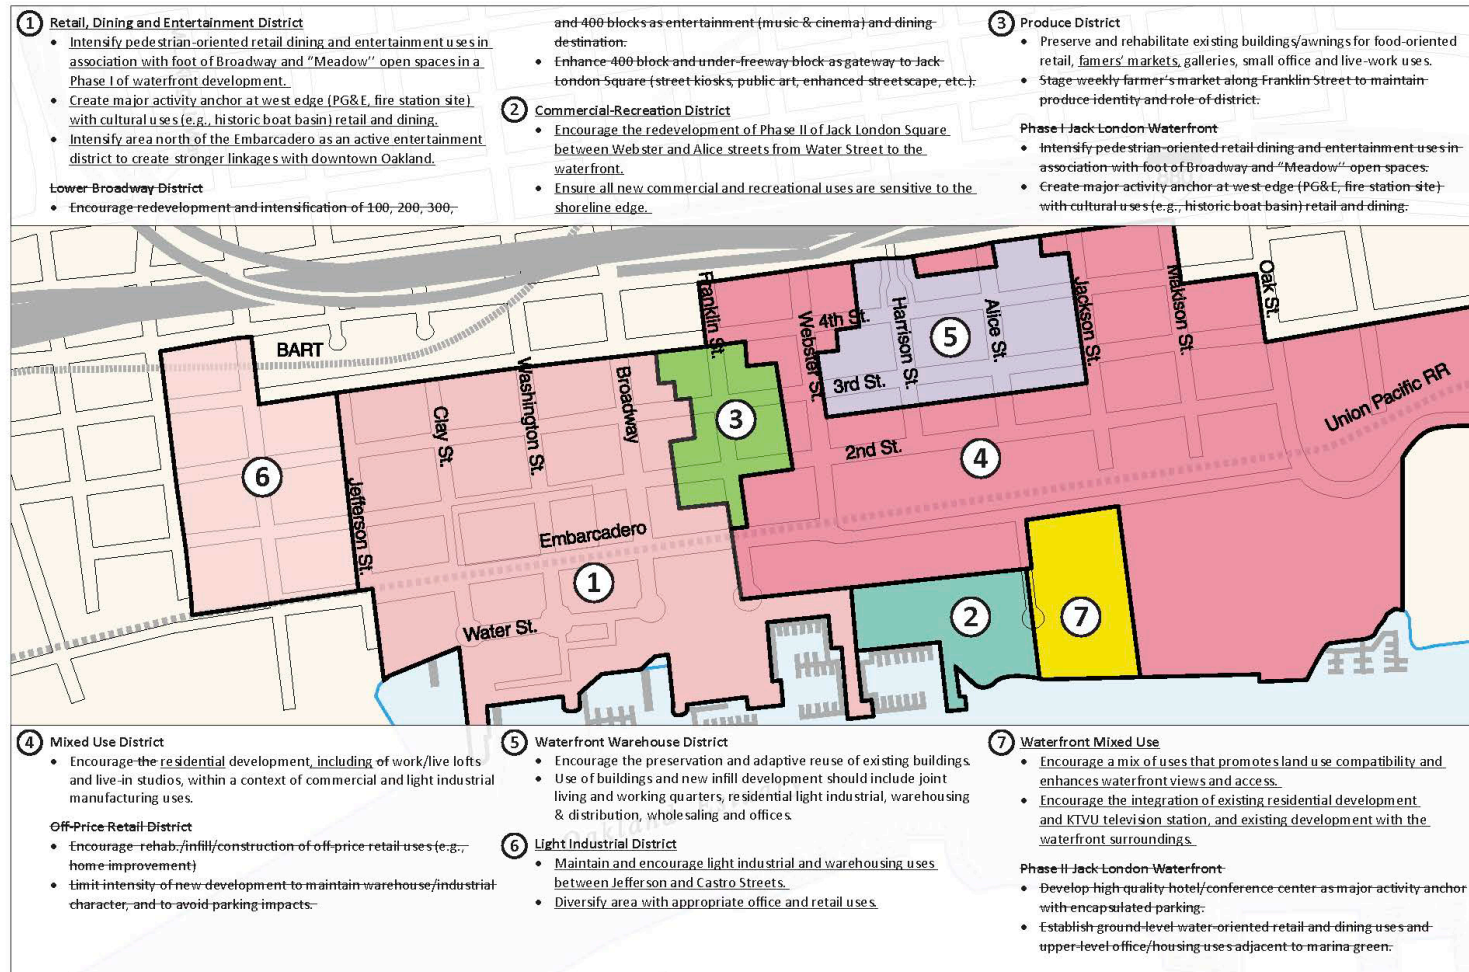 1 Retail, Dining and Entertainment District
• Intensify pedestrian-oriented retail dining and entertainment uses in
association with foot of Broadway and “Meadow’’ open spaces in a
Phase I of waterfront development.
• Create major activity anchor at west edge (PG&E, fire station site)
with cultural uses (e.g., historic boat basin) retail and dining.
• Intensify area north of the Embarcadero as an active entertainment
district to create stronger linkages with downtown Oakland.
Lower Broadway District
• Encourage redevelopment and intensification of 100, 200, 300,
and 400 blocks as entertainment (music & cinema) and dining
destination.
• Enhance 400 block and under-freeway block as gateway to Jack
London Square (street kiosks, public art, enhanced streetscape, etc.).
2 Commercial-Recreation District
• Encourage the redevelopment of Phase II of Jack London Square
between Webster and Alice streets from Water Street to the
waterfront.
• Ensure all new commercial and recreational uses are sensitive to the
shoreline edge.
3 Produce District
• Preserve and rehabilitate existing buildings/awnings for food-oriented
retail, famers’ markets, galleries, small office and live-work uses.
• Stage weekly farmer’s market along Franklin Street to maintain
produce identity and role of district.
Phase I Jack London Waterfront
• Intensify pedestrian-oriented retail dining and entertainment uses in
association with foot of Broadway and “Meadow’’ open spaces.
• Create major activity anchor at west edge (PG&E, fire station site)
with cultural uses (e.g., historic boat basin) retail and dining.
880
BART
Clay St.
Washington St.
Broadway
Franklin St.
Webster St.
4th St.
Harrison St.
Alice St.
Jackson St.
Madison St.
Oak St.
3rd St.
2nd St.
Union Pacific RR
Jefferson St.
Embarcadero
Water St.
5
3
4
6
1
2
7
4 Mixed Use District
• Encourage the residential development, including of work/live lofts
and live-in studios, within a context of commercial and light industrial
manufacturing uses.
Off-Price Retail District
• Encourage rehab./infill/construction of off-price retail uses (e.g.,
home improvement)
• Limit intensity of new development to maintain warehouse/industrial
character, and to avoid parking impacts.
5 Waterfront Warehouse District
• Encourage the preservation and adaptive reuse of existing buildings.
• Use of buildings and new infill development should include joint
living and working quarters, residential light industrial, warehousing
& distribution, wholesaling and offices.
Oakland Estuary
6 Light Industrial District
• Maintain and encourage light industrial and warehousing uses
between Jefferson and Castro Streets.
• Diversify area with appropriate office and retail uses.
7 Waterfront Mixed Use
• Encourage a mix of uses that promotes land use compatibility and
enhances waterfront views and access.
• Encourage the integration of existing residential development
and KTVU television station, and existing development with the
waterfront surroundings.
Phase II Jack London Waterfront
• Develop high quality hotel/conference center as major activity anchor
with encapsulated parking.
• Establish ground-level water-oriented retail and dining uses and
upper-level office/housing uses adjacent to marina green.